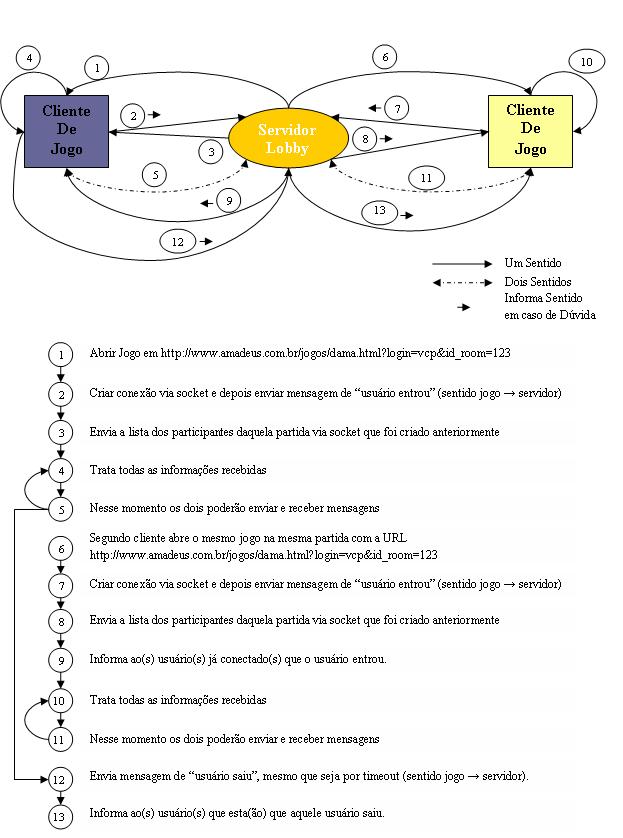 4
1
6
10
Cliente
De
Jogo
2
Servidor
Lobby
7
Cliente
De
Jogo
3
8
5
11
9
12
13
Um Sentido
Dois Sentidos
Informa Sentido
em caso de Dúvida
1 Abrir Jogo em http://www.amadeus.com.br/jogos/dama.html?login=vcp&id_room=123
2 Criar conexão via socket e depois enviar mensagem de “usuário entrou” (sentido jogo → servidor)
3 Envia a lista dos participantes daquela partida via socket que foi criado anteriormente
4 Trata todas as informações recebidas
5 Nesse momento os dois poderão enviar e receber mensagens
6 Segundo cliente abre o mesmo jogo na mesma partida com a URL
http://www.amadeus.com.br/jogos/dama.html?login=vcp&id_room=123
7 Criar conexão via socket e depois enviar mensagem de “usuário entrou” (sentido jogo → servidor)
8 Envia a lista dos participantes daquela partida via socket que foi criado anteriormente
9 Informa ao(s) usuário(s) já conectado(s) que o usuário entrou.
10 Trata todas as informações recebidas
11 Nesse momento os dois poderão enviar e receber mensagens
12 Envia mensagem de “usuário saiu”, mesmo que seja por timeout (sentido jogo → servidor).
13 Informa ao(s) usuário(s) que esta(ão) que aquele usuário saiu.